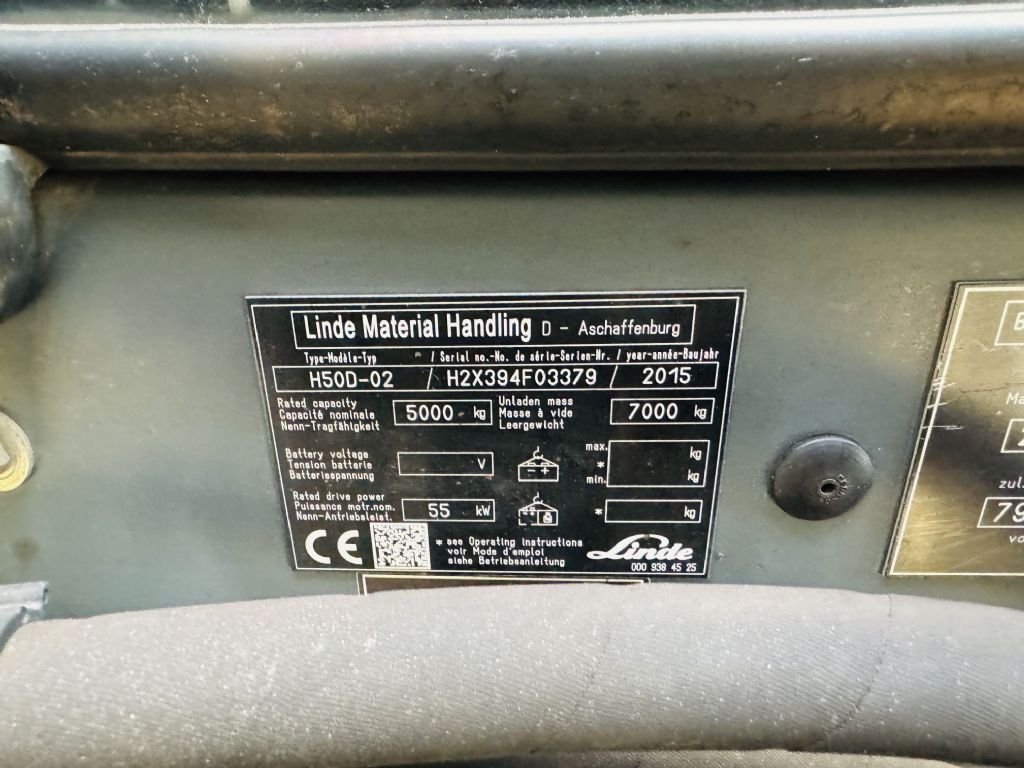 Linde Material Handling D - Aschaffenburg
Type-Modèle-Typ / Serial no.-No. de série-Serien-Nr. / year-année-Baujahr
H50D-02 / H2X394F03379 / 2015
Rated capacity
Capacité nominale
Nenn-Tragfähigkeit
5000 kg
Unladen mass
Masse à vide
Leergewicht
7000 kg
Battery voltage
Tension batterie
Batteriespannung
V
- +
max.
*
min.
kg
kg
Rated drive power
Puissance motr.nom.
Nenn-Antriebsleist.
55 kW
* kg
CE
* see Operating Instructions
voir Mode d'emploi
siehe Betriebsanleitung
Linde
000 938 45 25
B
Ma
zul.
79
vo